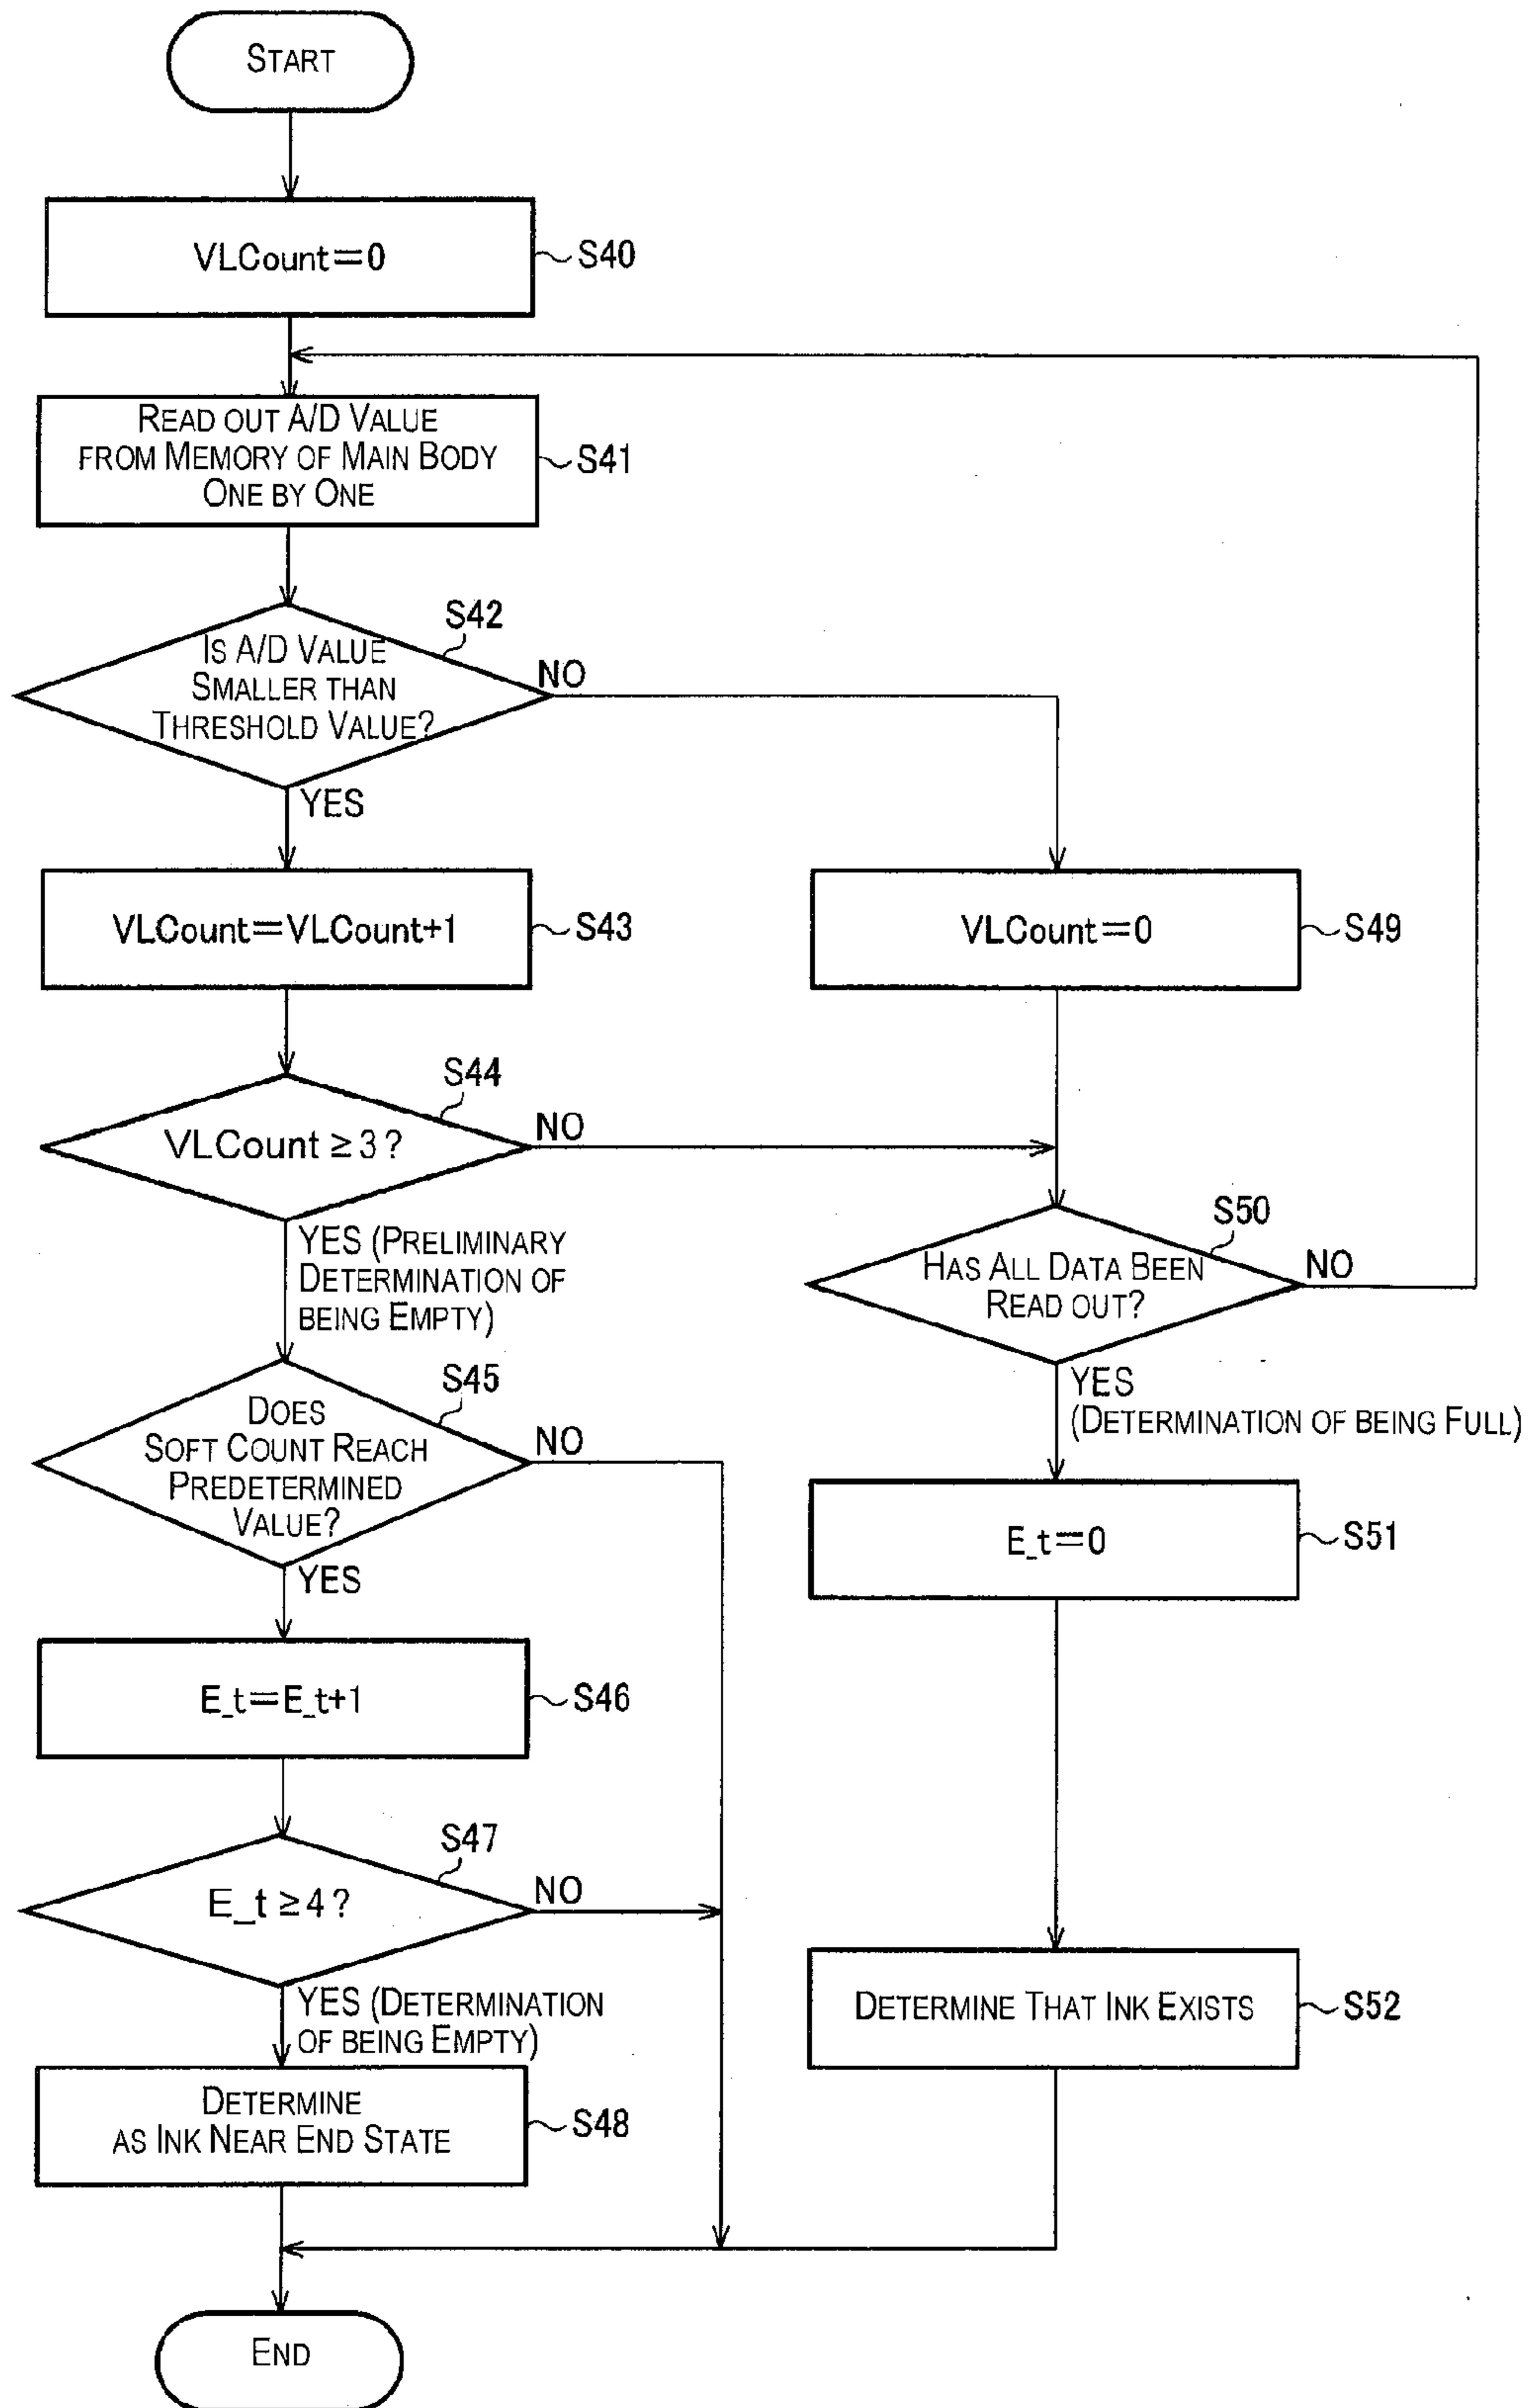 START
VLCount=0
S40
READ OUT A/D VALUE
FROM MEMORY OF MAIN BODY
ONE BY ONE
S41
S42
IS A/D VALUE
SMALLER THAN
THRESHOLD VALUE?
NO
YES
VLCount=VLCount+1
S43
VLCount=0
S49
S44
VLCount ≥ 3 ?
NO
YES (PRELIMINARY
DETERMINATION OF
BEING EMPTY)
S50
HAS ALL DATA BEEN
READ OUT?
NO
YES
(DETERMINATION OF BEING FULL)
S45
DOES
SOFT COUNT REACH
PREDETERMINED
VALUE?
NO
YES
E_t=0
S51
E_t=E_t+1
S46
S47
E_t ≥ 4 ?
NO
YES (DETERMINATION
OF BEING EMPTY)
DETERMINE THAT INK EXISTS
S52
DETERMINE
AS INK NEAR END STATE
S48
END